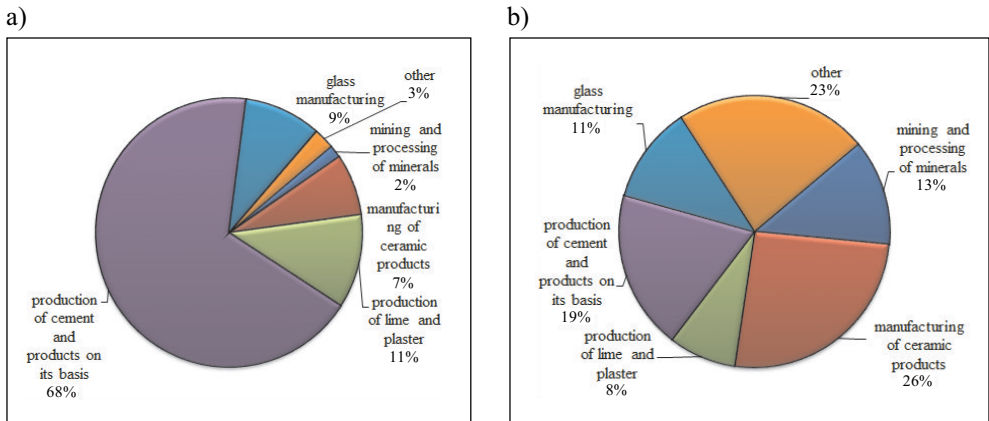 a)
b)
other
3%
glass
manufacturing
9%
mining and
processing
of minerals
2%
manufacturi
ng of
ceramic
products
7%
production
of lime and
plaster
11%
production
of cement
and
products on
its basis
68%
other
23%
glass
manufacturing
11%
mining and
processing of
minerals
13%
production
of cement and
products on
its basis
19%
production of
lime and
plaster
8%
manufacturing
of ceramic
products
26%